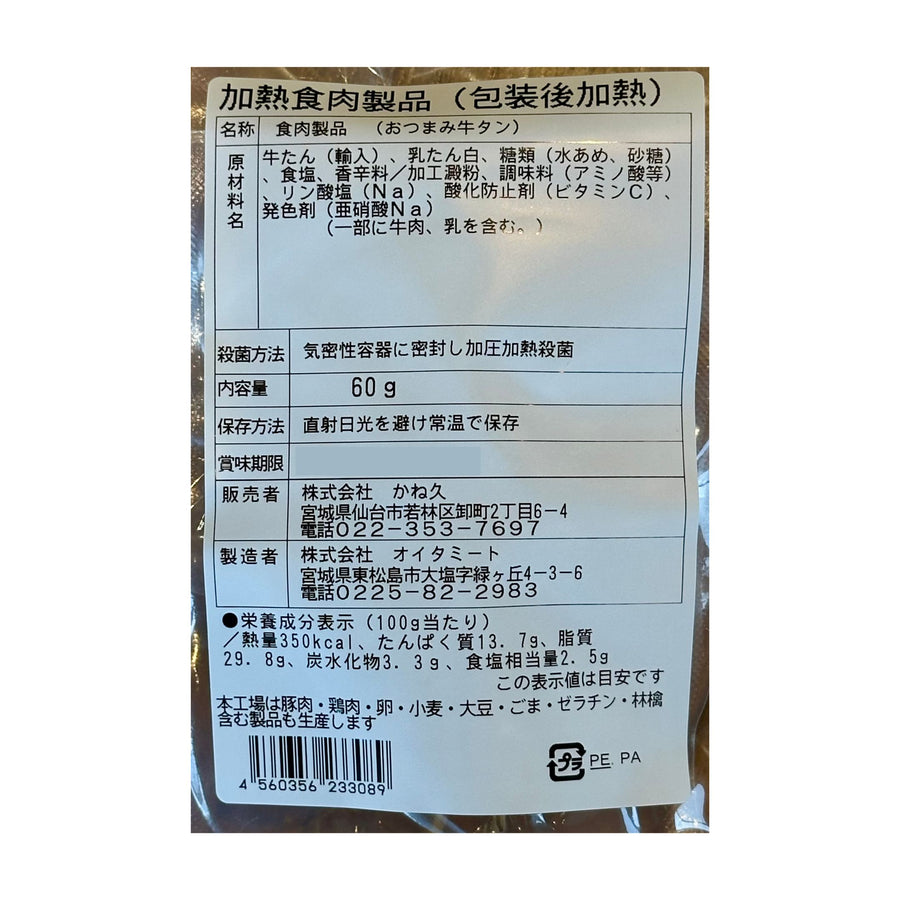 加熱食肉製品（包装後加熱）
名称 食肉製品 （おつまみ牛タン）
原材料名 牛たん（輸入）、乳たん白、糖類（水あめ、砂糖）
、食塩、香辛料／加工澱粉、調味料（アミノ酸等）
、リン酸塩（Ｎａ）、酸化防止剤（ビタミンＣ）、
発色剤（亜硝酸Ｎａ）
（一部に牛肉、乳を含む。）
殺菌方法 気密性容器に密封し加圧加熱殺菌
内容量 60ｇ
保存方法 直射日光を避け常温で保存
賞味期限
販売者 株式会社 かね久
宮城県仙台市若林区卸町2丁目6-4
電話022-353-7697
製造者 株式会社 オイタミート
宮城県東松島市大塩字緑ヶ丘4-3-6
電話0225-82-2983
●栄養成分表示（100g当たり）
／熱量350kcal、たんぱく質13.7g、脂質
29.8g、炭水化物3.3g、食塩相当量2.5g
この表示値は目安です
本工場は豚肉・鶏肉・卵・小麦・大豆・ごま・ゼラチン・林檎
含む製品も生産します
プラ PE, PA
4 560356 233089